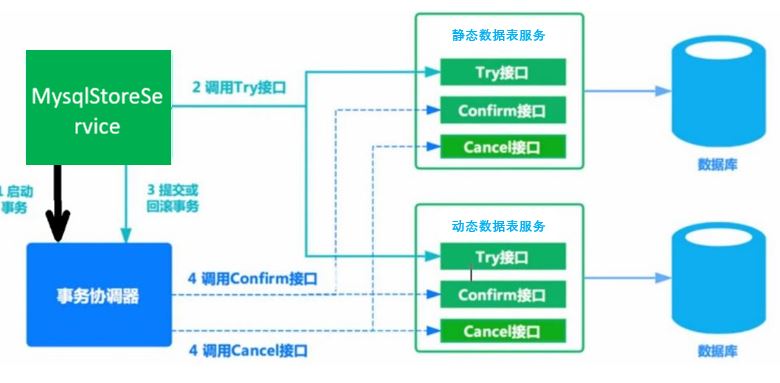 静态数据表服务
MysqlStoreSe
rvice
2 调用Try接口
Try接口
Confirm接口
Cancel接口
数据库
1 启动
事务
3 提交或
回滚事务
动态数据表服务
Try接口
事务协调器
4 调用Confirm接口
Confirm接口
4 调用Cancel接口
Cancel接口
数据库